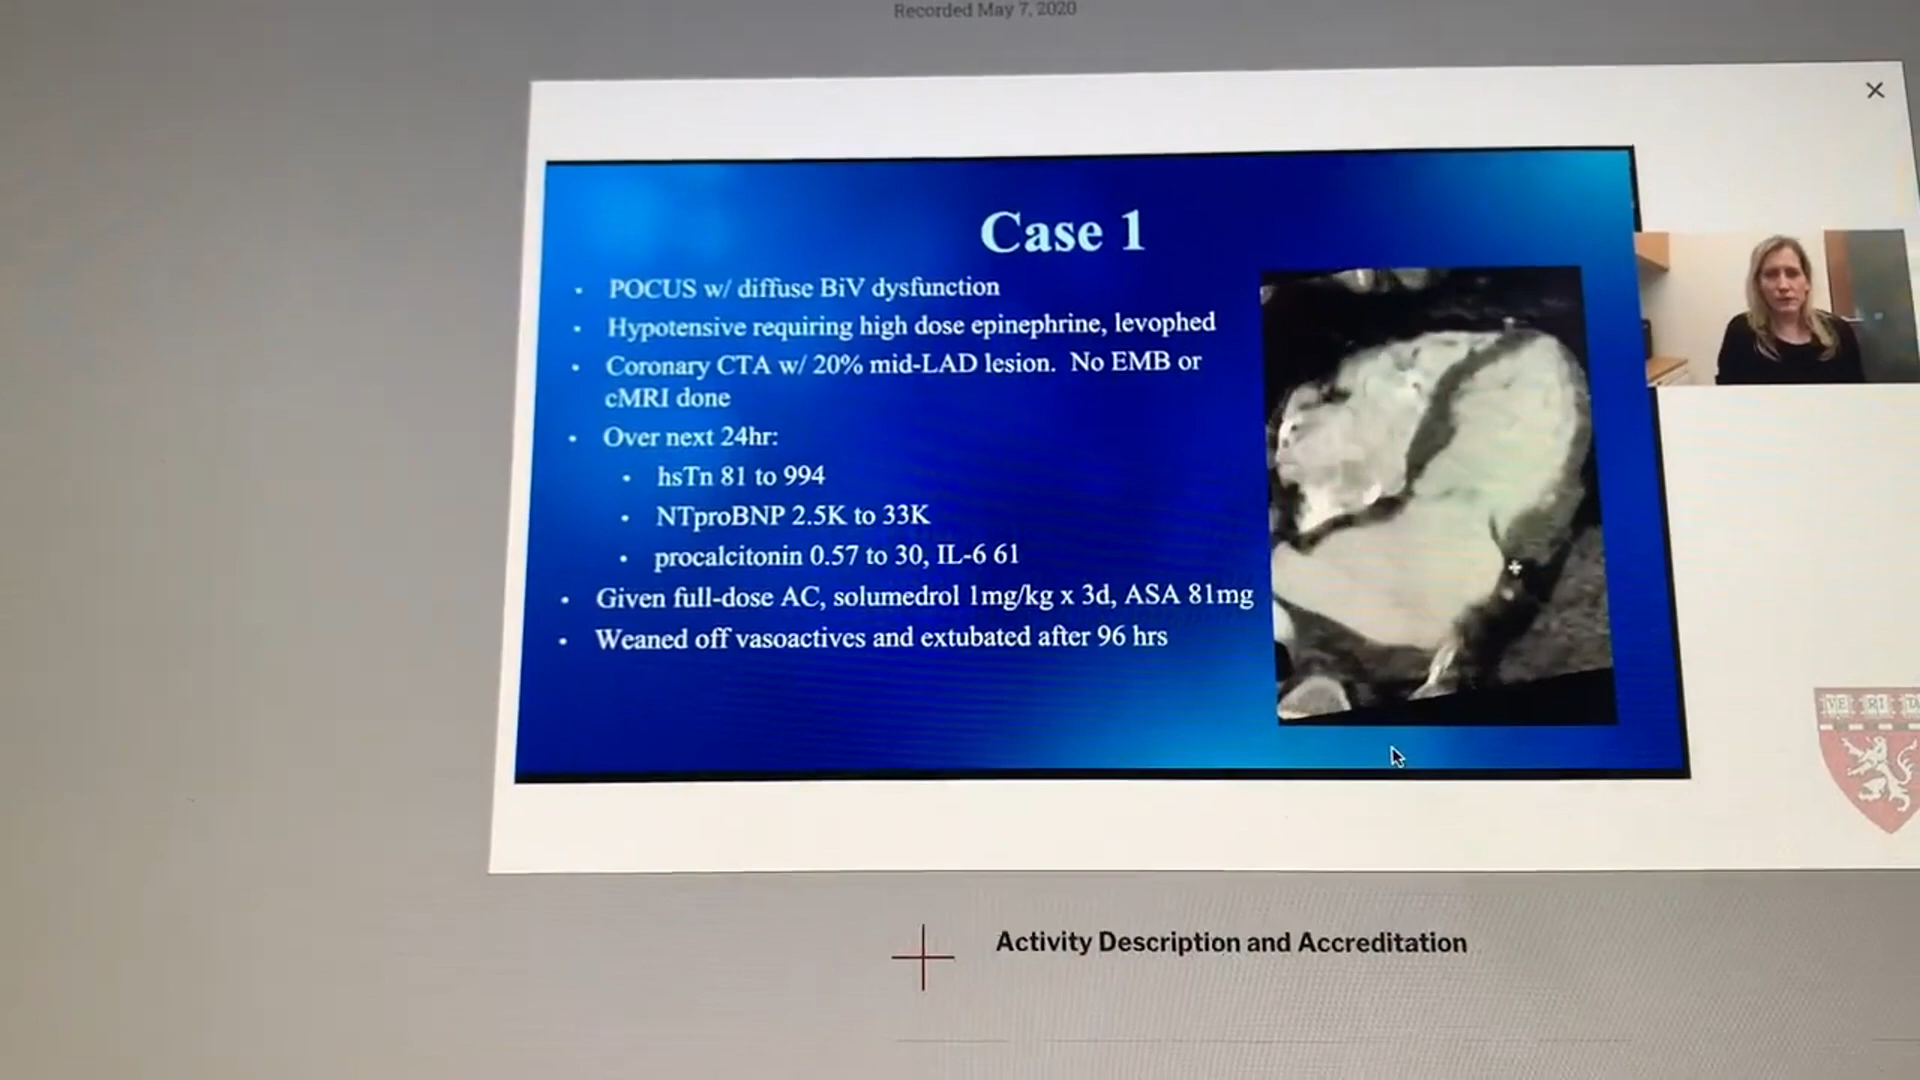 Recorded May 7, 2020
Case 1
• POCUS w/ diffuse BiV dysfunction
• Hypotensive requiring high dose epinephrine, levophed
• Coronary CTA w/ 20% mid-LAD lesion. No EMB or
cMRI done
• Over next 24hr:
• hsTn 81 to 994
• NTproBNP 2.5K to 33K
• procalcitonin 0.57 to 30, IL-6 61
• Given full-dose AC, solumedrol 1mg/kg x 3d, ASA 81mg
• Weaned off vasoactives and extubated after 96 hrs
VE RI
Activity Description and Accreditation